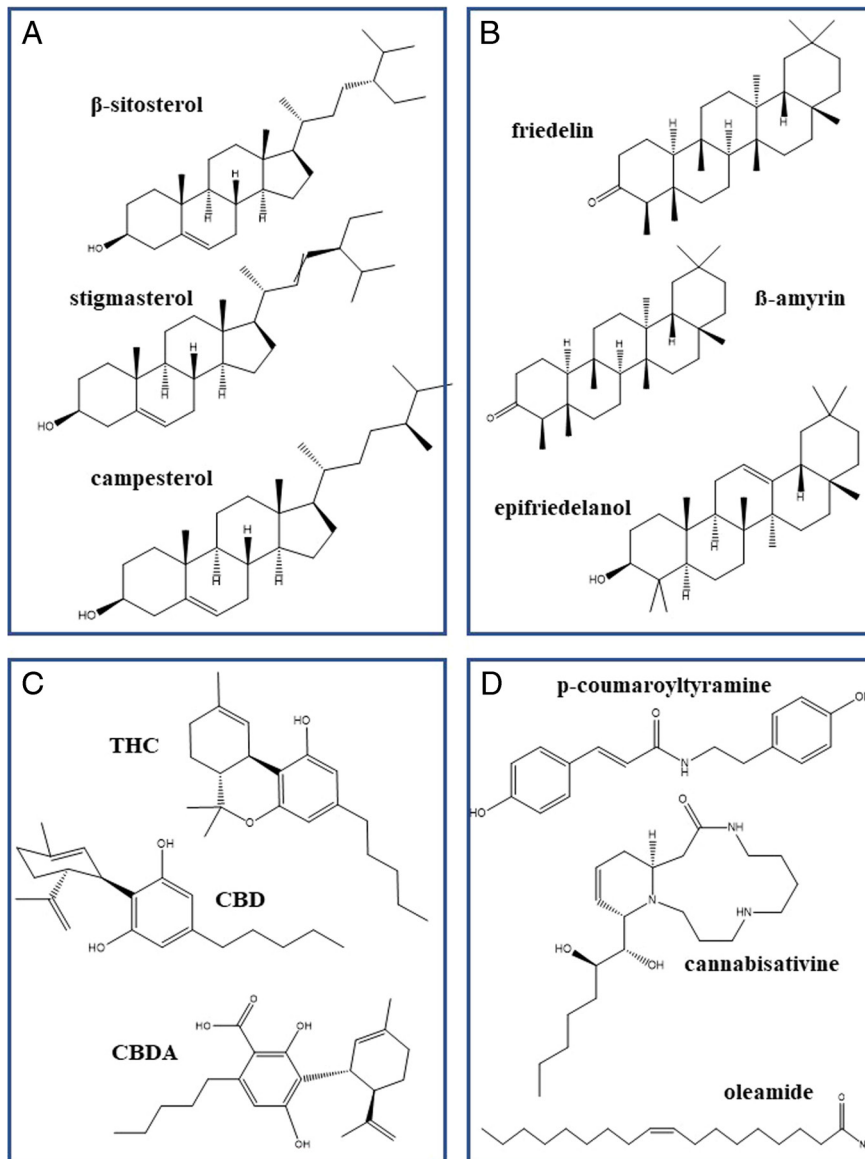 A
β-sitosterol
H
H
H
HO
stigmasterol
H
H
H
HO
campesterol
H
H
H
HO
B
friedelin
H
H
H
O
ß-amyrin
H
H
H
O
epifriedelanol
H
H
H
HO
C
THC
HO
O
CBD
OH
HO
CBDA
O
HO
OH
OH
D
p-coumaroyltyramine
OH
O
N
H
HO
O
H
NH
N
HN
HO
OH
cannabisativine
oleamide
O
N